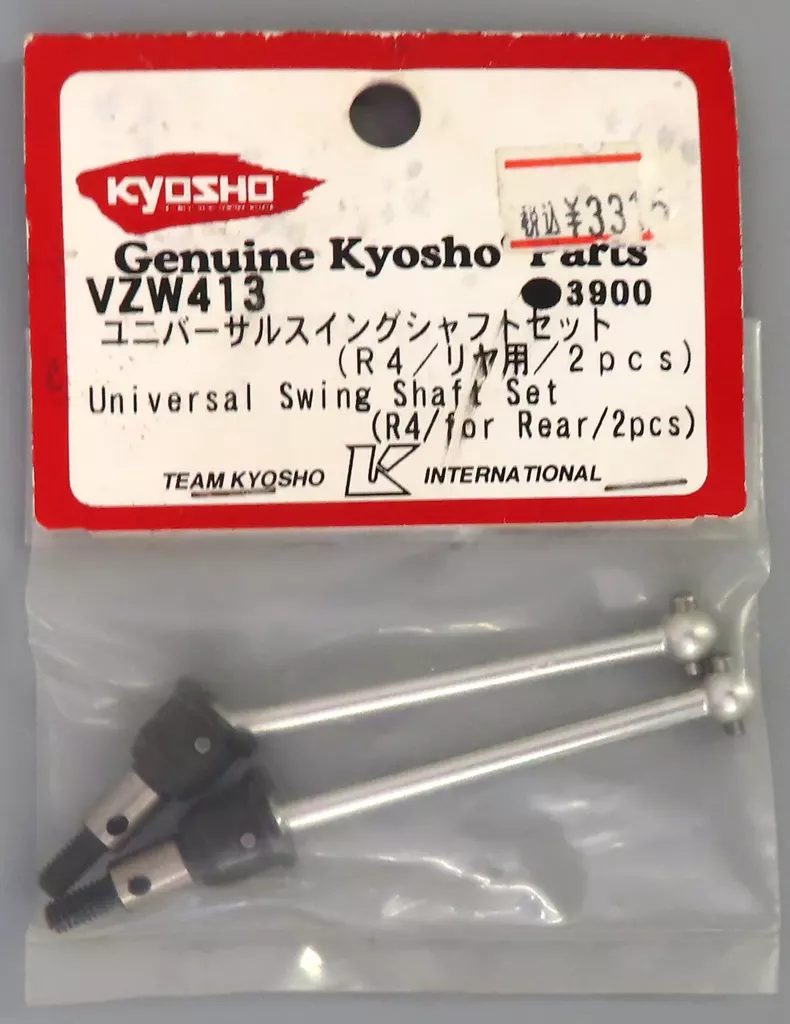 KYOSHO
税込¥331
Genuine Kyosho Parts
VZW413
●3900
ユニバーサルスイングシャフトセット
(R4/リヤ用/2pcs)
Universal Swing Shaft Set
(R4/for Rear/2pcs)
TEAM KYOSHO K INTERNATIONAL